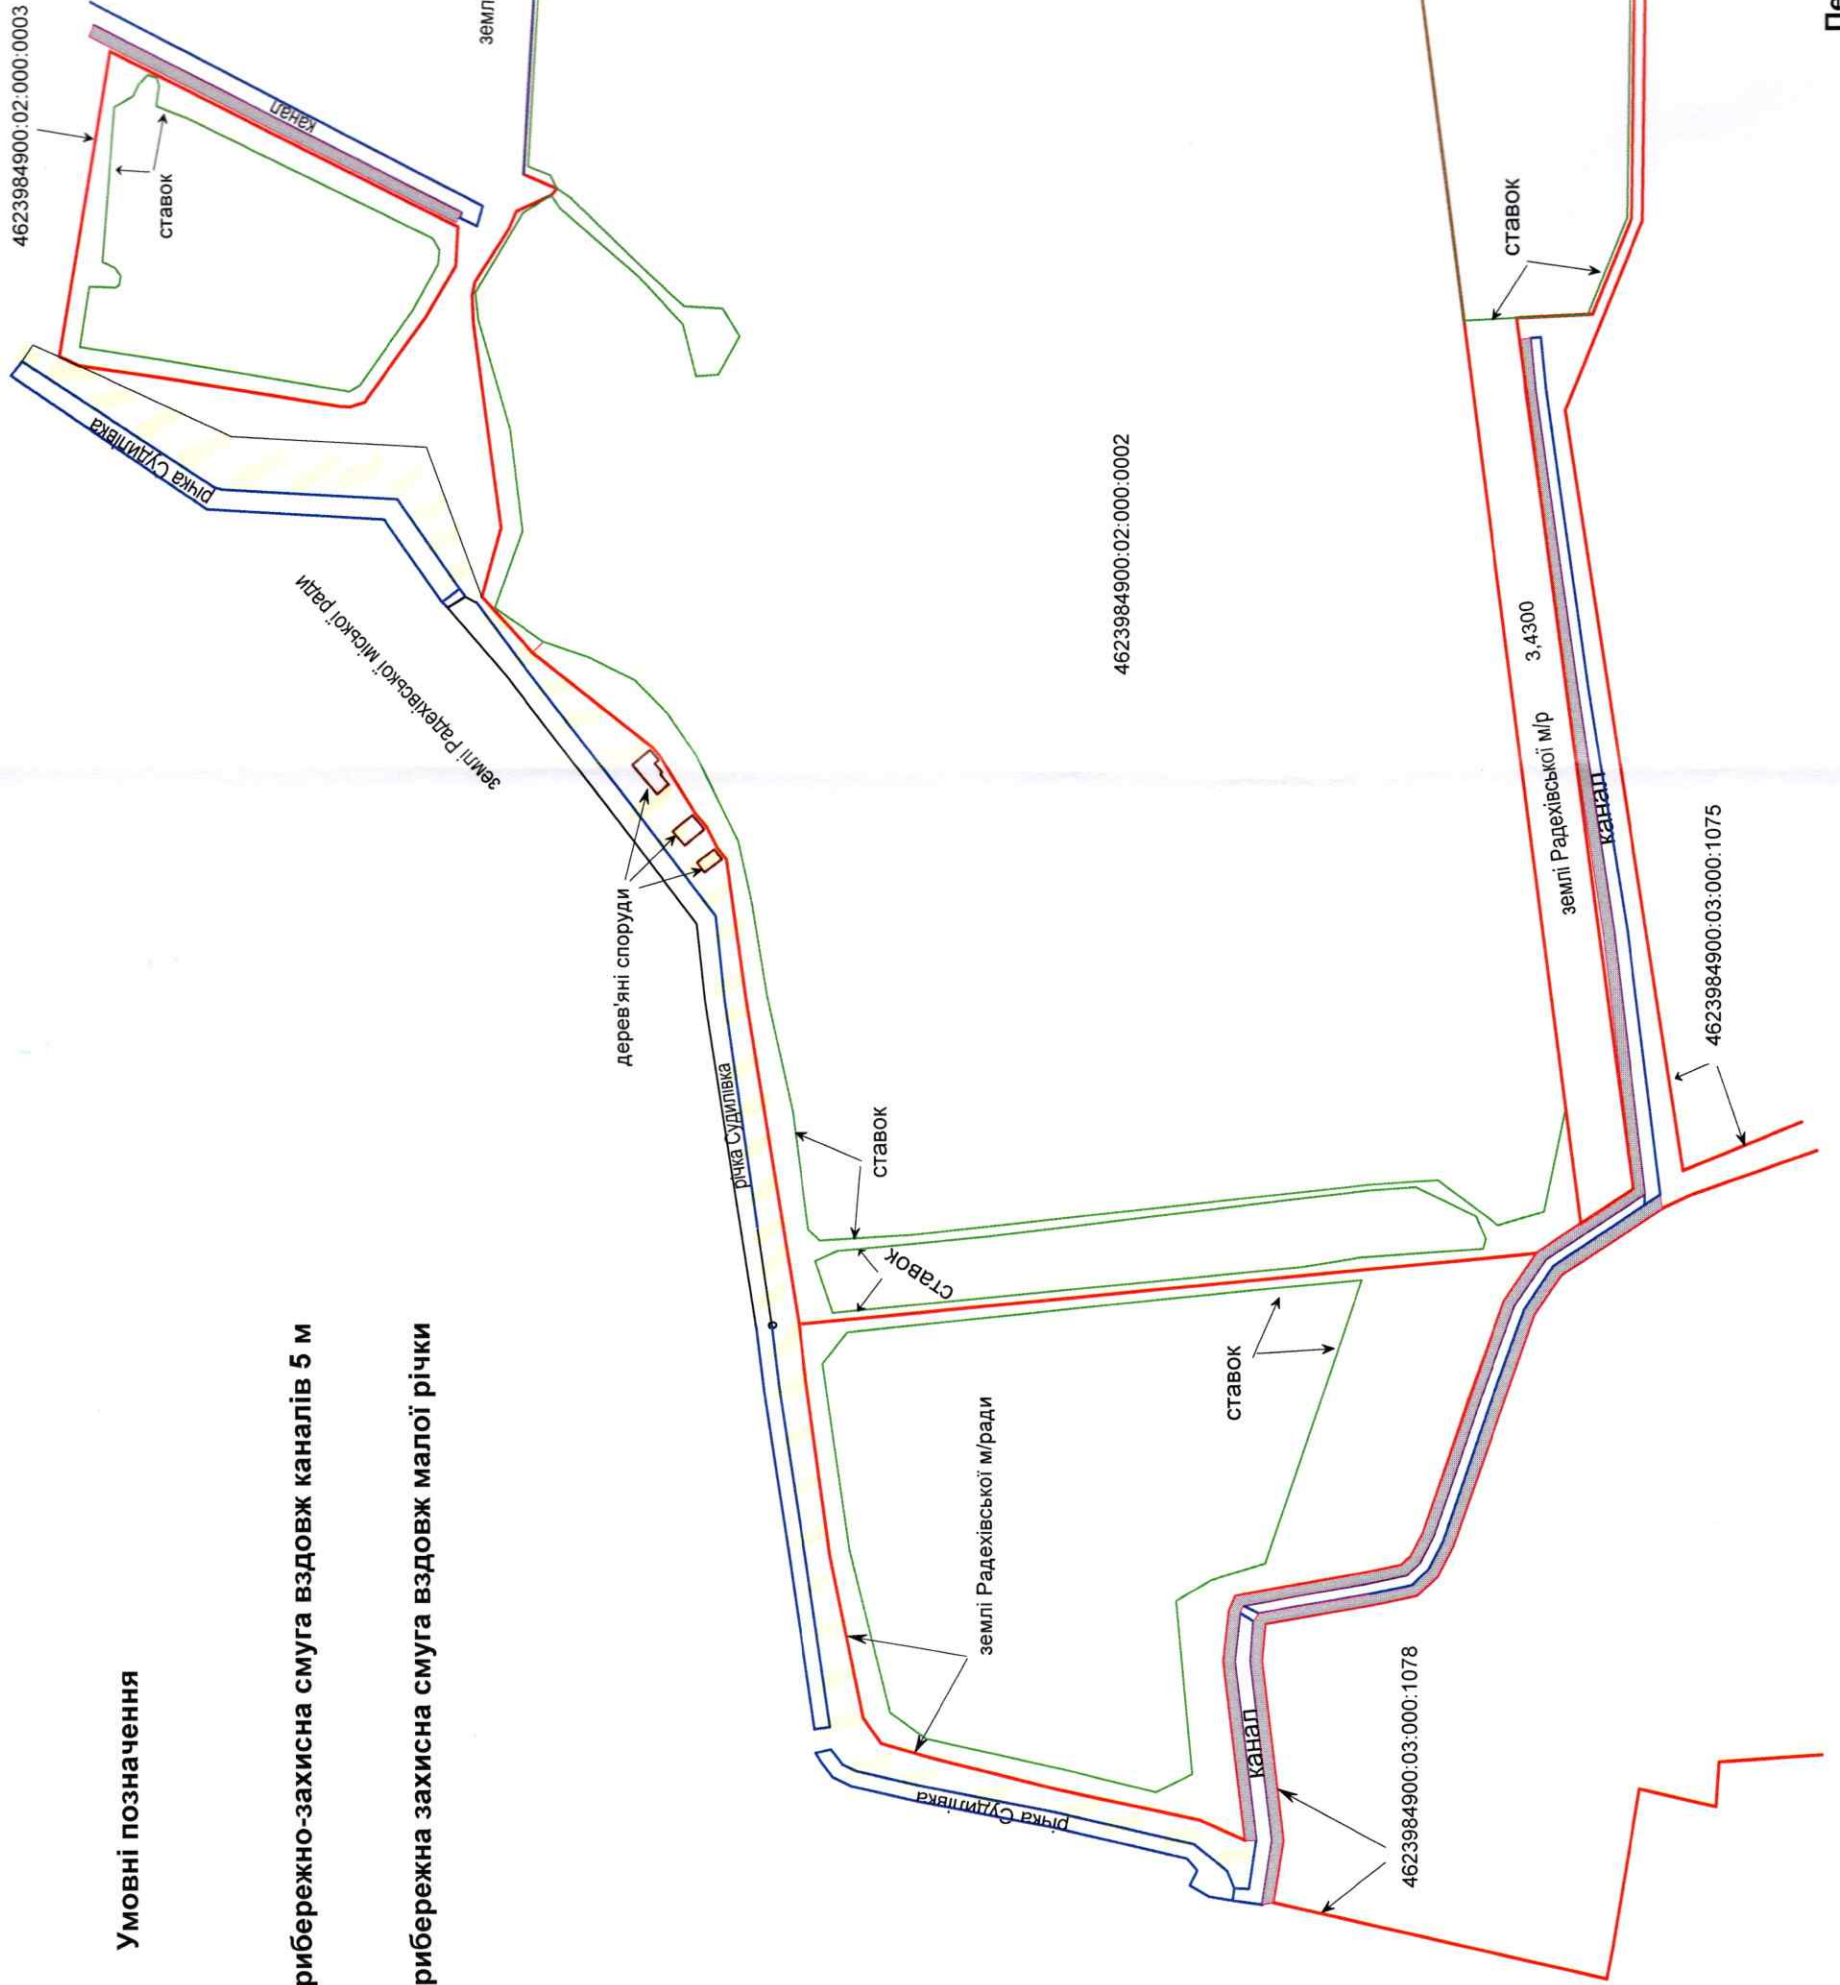 Умовні позначення
рибережно-захисна смуга вздовж каналів 5 м
рибережна захисна смуга вздовж малої річки
4623984900:02:000:0003
ставок
канал
земл
річка Судилівка
землі Радехівської міської ради
дерев'яні споруди
4623984900:02:000:0002
ставок
3,4300
землі Радехівської м/р
канал
4623984900:03:000:1075
річка Судилівка
ставок
ставок
ставок
землі Радехівської м/ради
річка Судилівка
канал
4623984900:03:000:1078
Пе